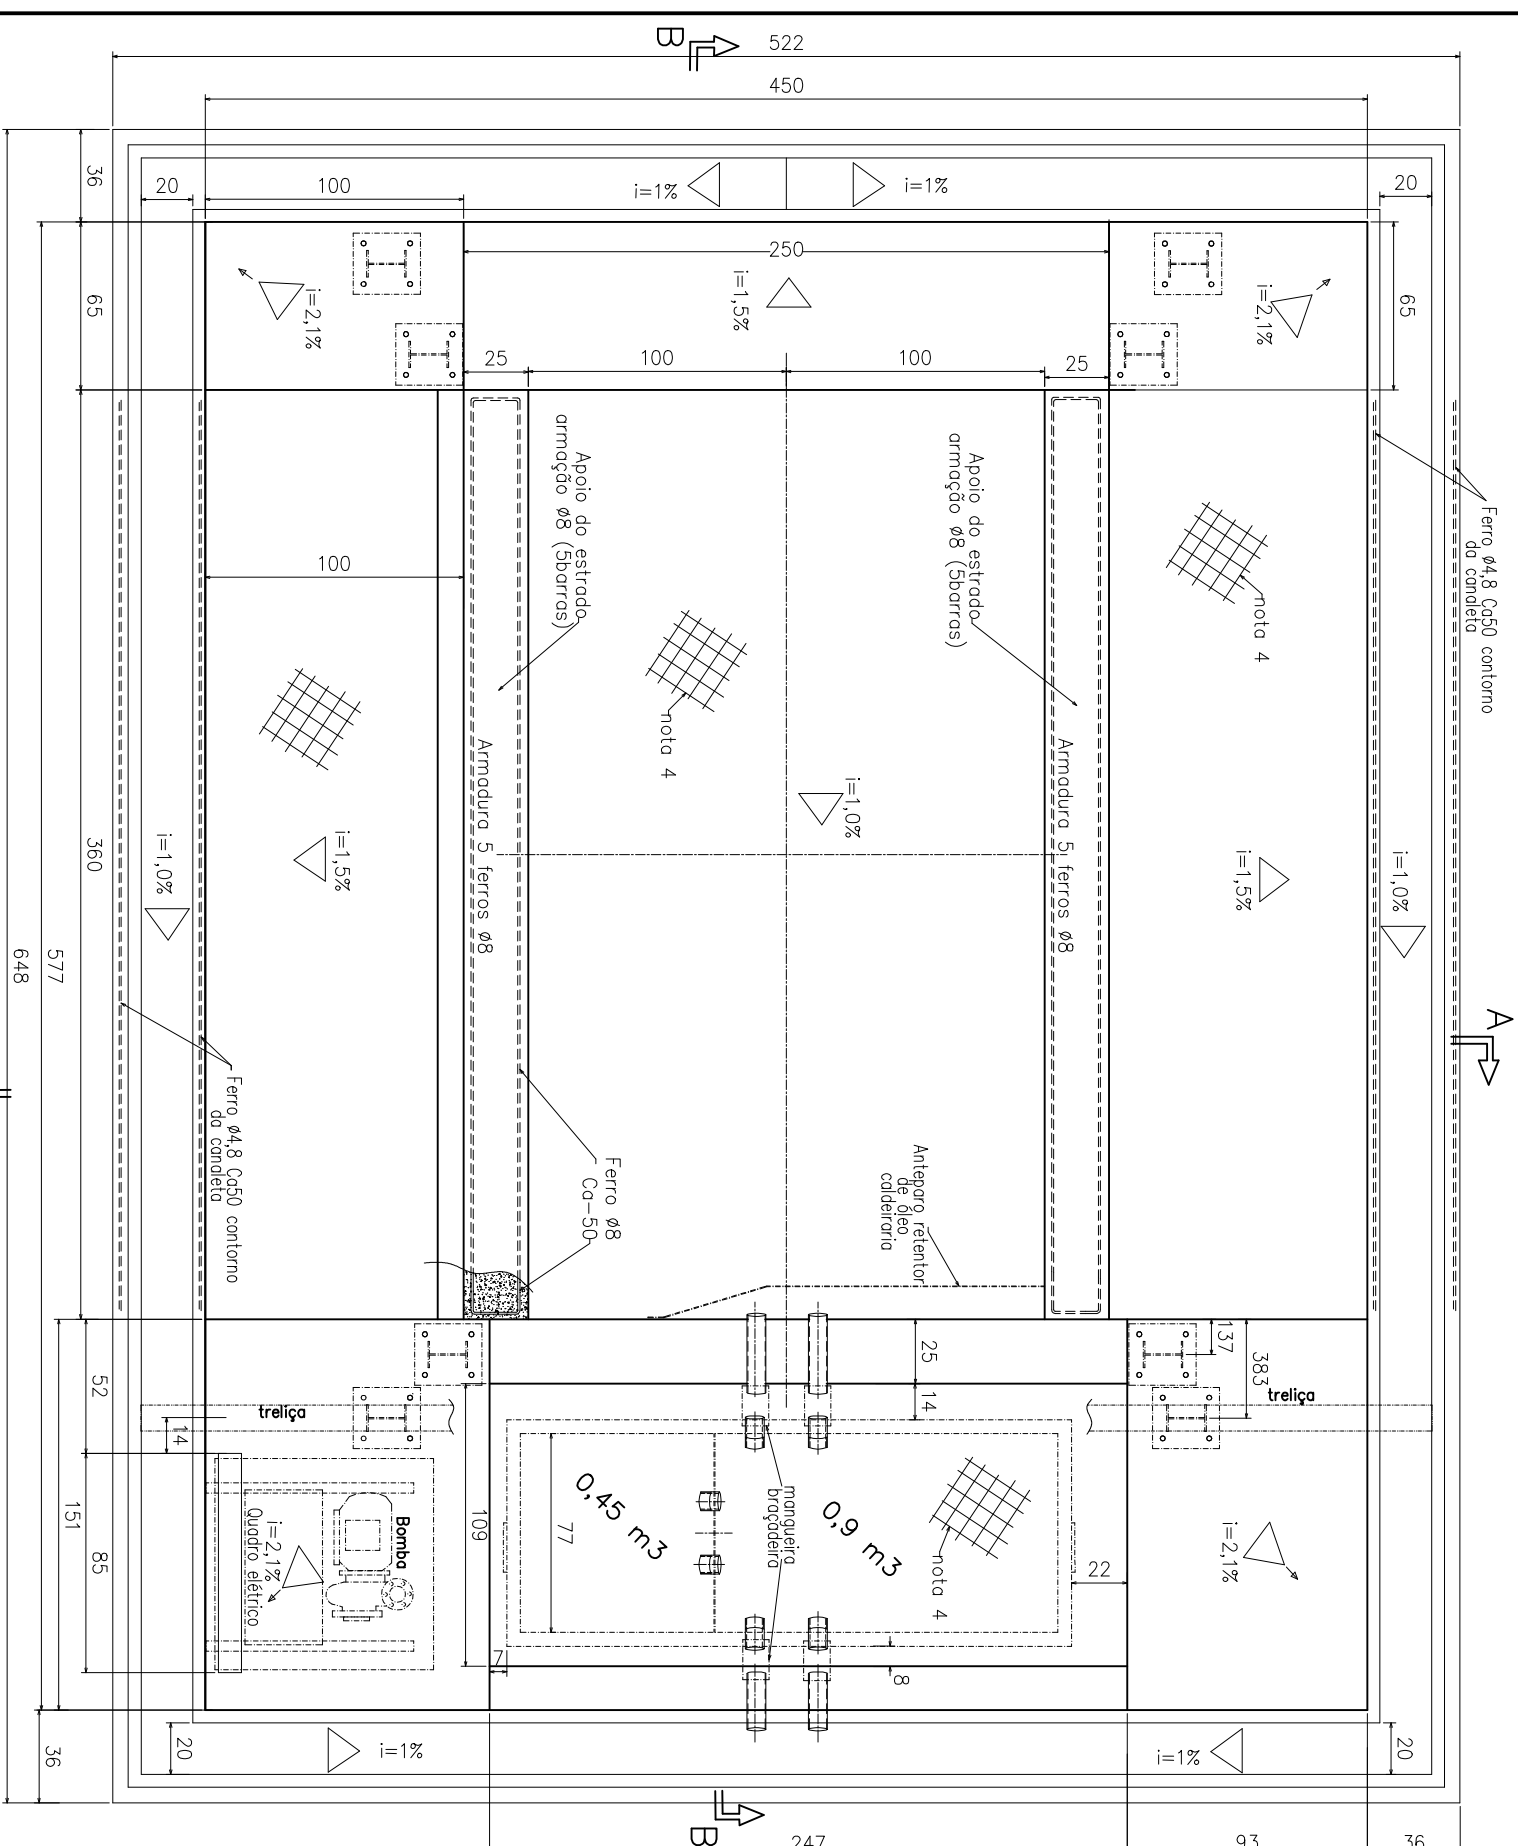 B
522
450
36
20
100
i=1%
i=1%
20
250
i=1,5%
i=2,1%
i=2,1%
65
65
25
100
100
25
Apoio do estrado
armação ø8 (5barras)
Apoio do estrado
armação ø8 (5barras)
Ferro ø4,8 Ca50 contorno
da canaleta
100
nota 4
nota 4
Armadura 5 ferros ø8
Armadura 5 ferros ø8
i=1,0%
i=1,5%
i=1,5%
i=1,0%
i=1,0%
360
577
648
A
Ferro ø4,8 Ca50 contorno
da canaleta
Ferro ø8
Ca-50
Anteparo retentor
de óleo
caldeiraria
52
25
137
383
treliça
treliça
14
14
151
85
109
77
0,45 m3
0,9 m3
mangueira
braçadeira
nota 4
22
i=2,1%
Bomba
i=2,1%
Quadro elétrico
7
8
36
20
i=1%
i=1%
20
B
247
93
36